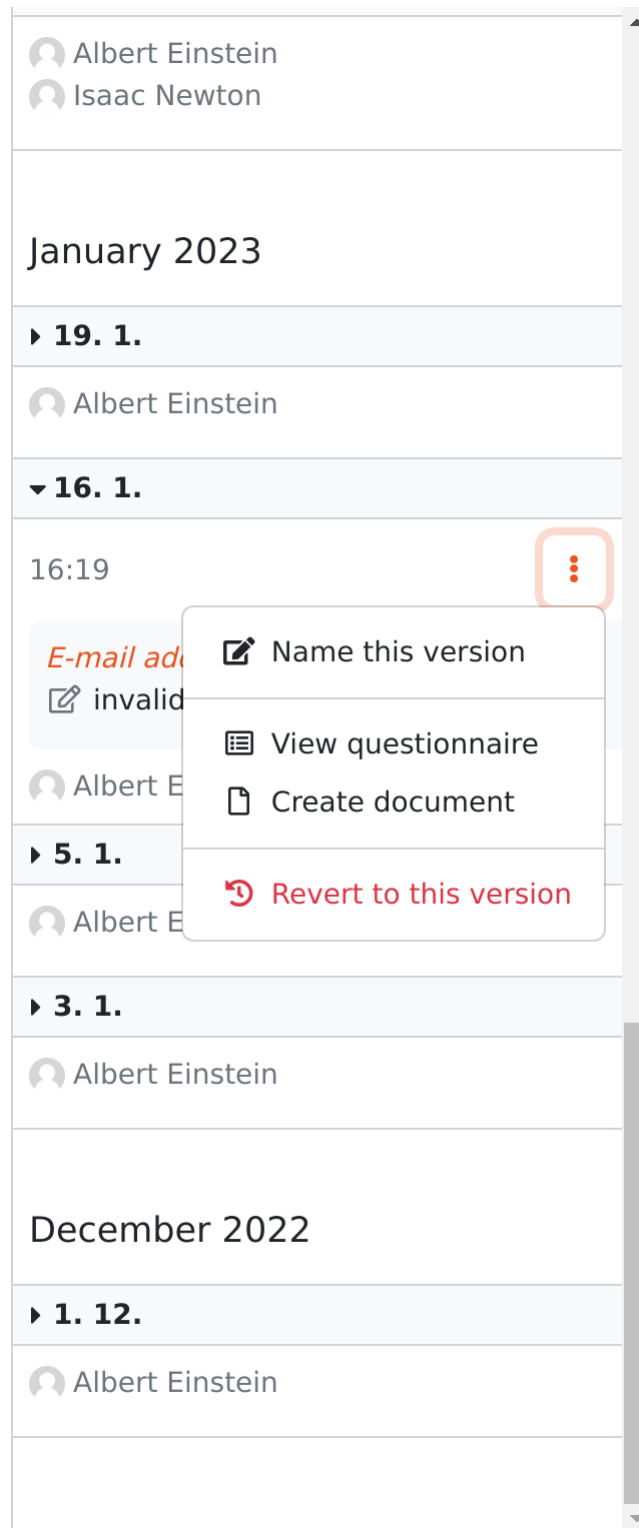 Albert Einstein
Isaac Newton
January 2023
19. 1.
Albert Einstein
16. 1.
16:19
E-mail
Name this version
invalid
View questionnaire
Create document
Albert
5. 1.
Revert to this version
Albert
3. 1.
Albert Einstein
December 2022
1. 12.
Albert Einstein